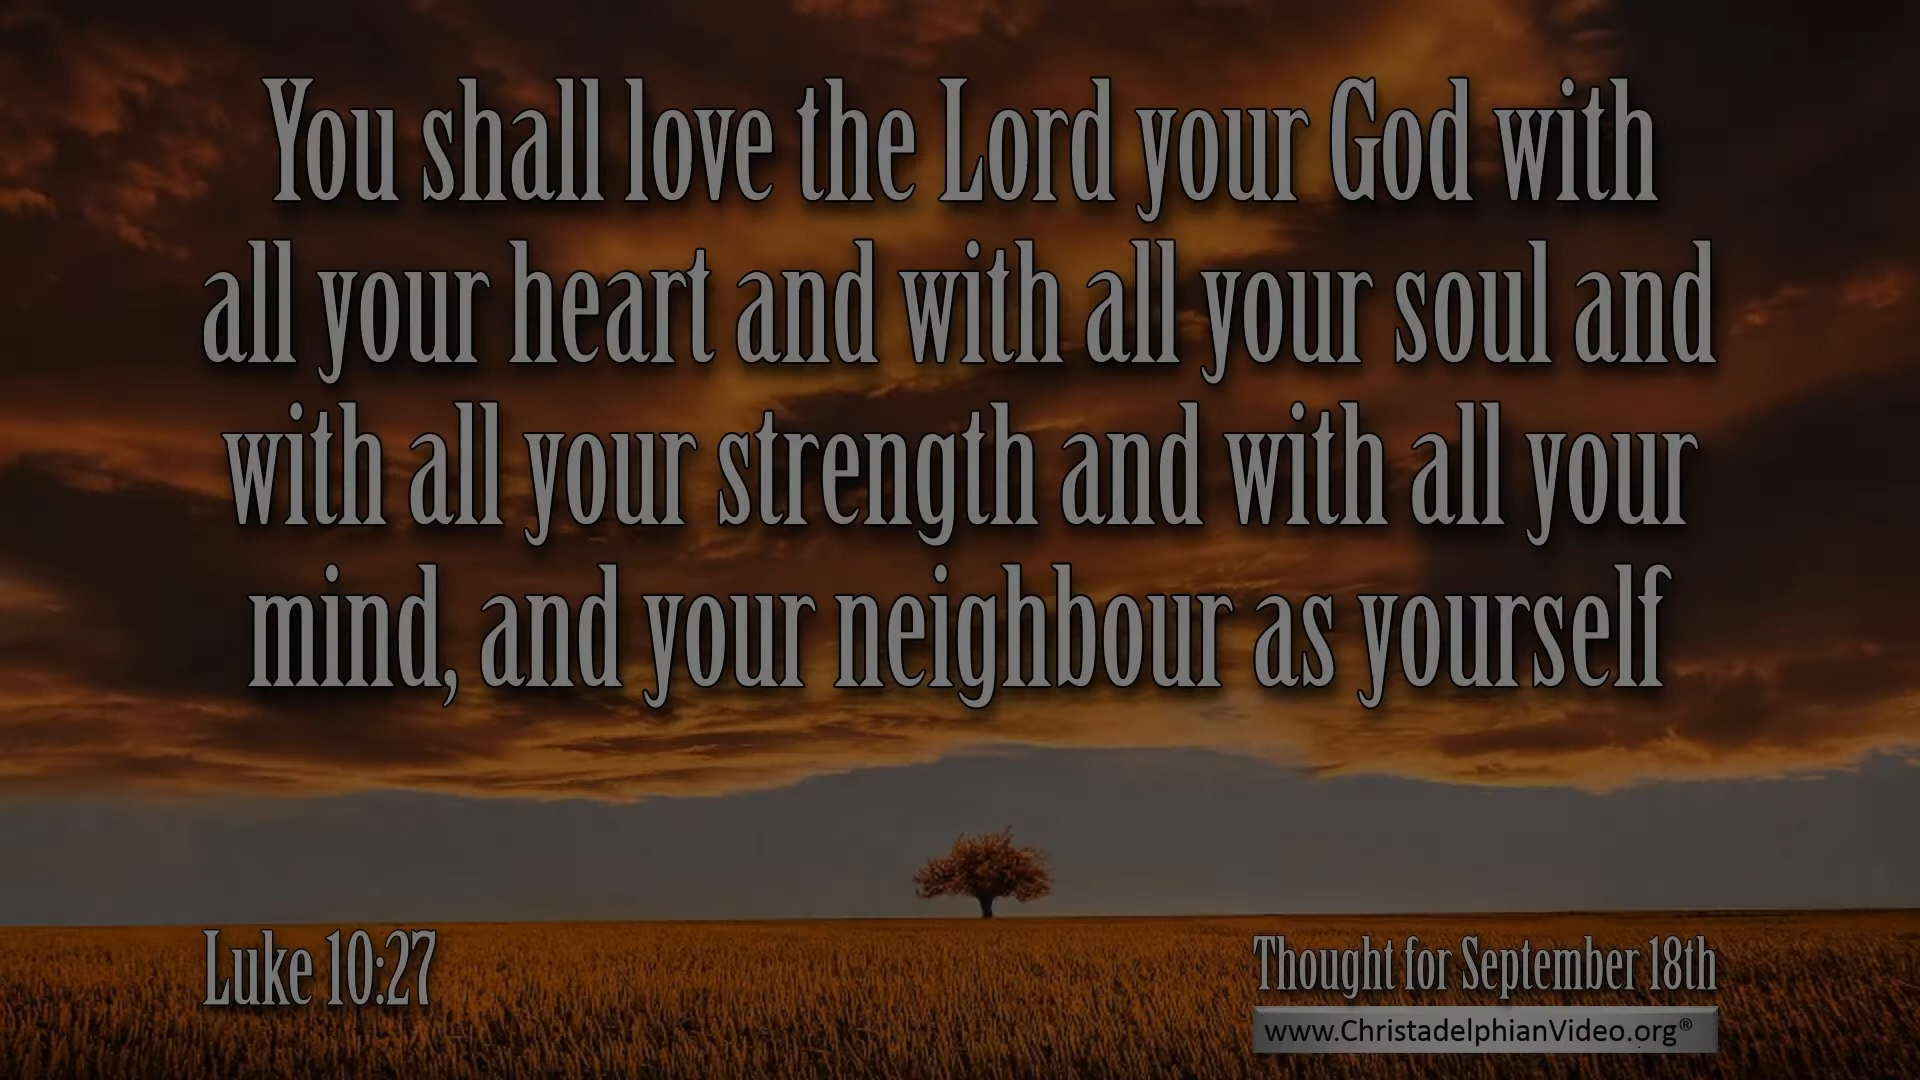 You shall love the Lord your God with
all your heart and with all your soul and
with all your strength and with all your
mind, and your neighbour as yourself
Luke 10:27
Thought for September 18th
www.ChristadelphianVideo.org®